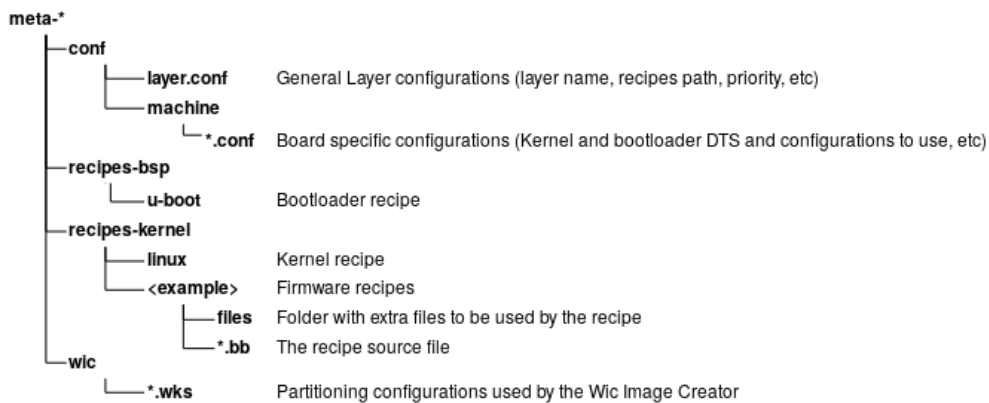 meta-*
conf
layer.conf General Layer configurations (layer name, recipes path, priority, etc)
machine
*.conf Board specific configurations (Kernel and bootloader DTS and configurations to use, etc)
recipes-bsp
u-boot Bootloader recipe
recipes-kernel
linux Kernel recipe
<example> Firmware recipes
files Folder with extra files to be used by the recipe
*.bb The recipe source file
wic
*.wks Partitioning configurations used by the Wic Image Creator